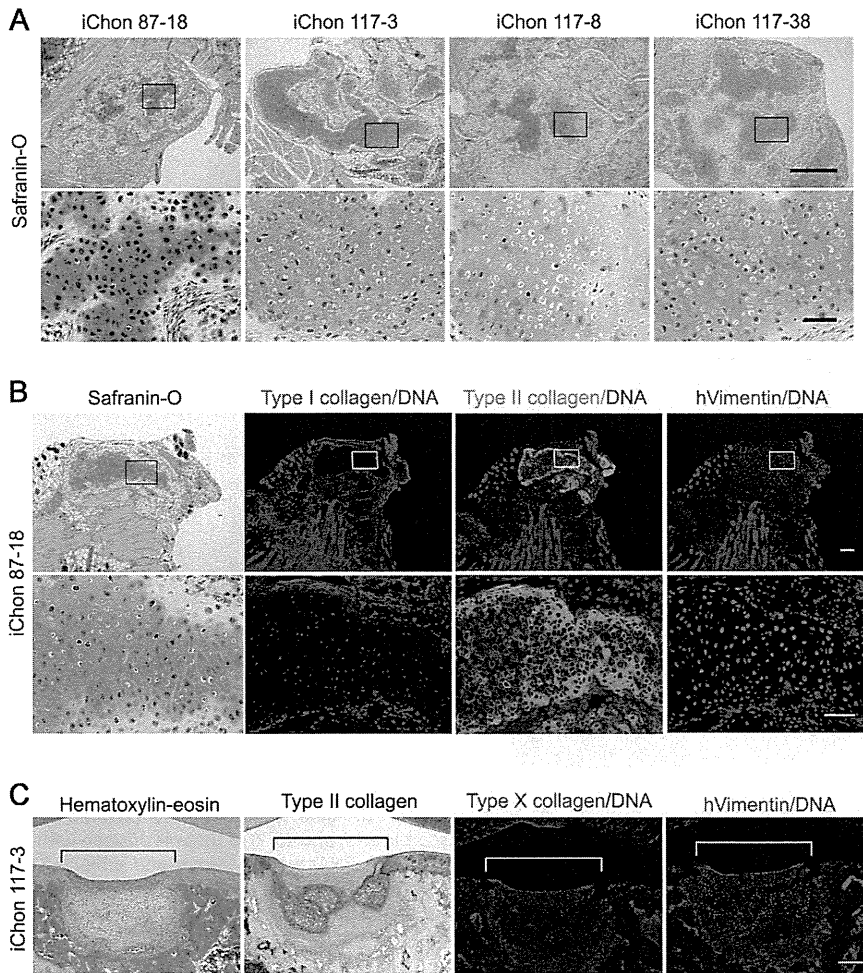 A
iChon 87-18
iChon 117-3
iChon 117-8
iChon 117-38
Safranin-O
B
Safranin-O
Type I collagen/DNA
Type II collagen/DNA
hVimentin/DNA
iChon 87-18
C
Hematoxylin-eosin
Type II collagen
Type X collagen/DNA
hVimentin/DNA
iChon 117-3